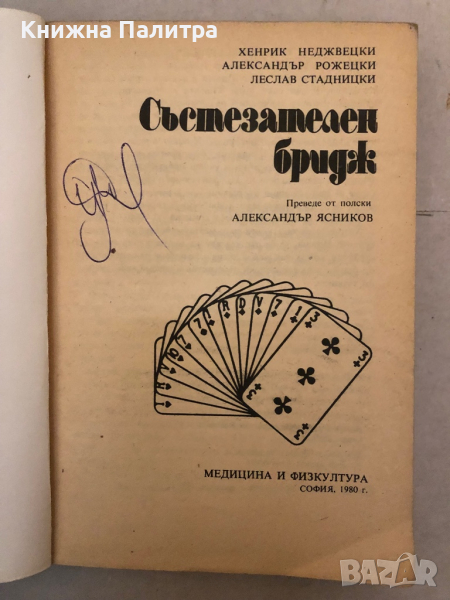 Книжна Палитра
ХЕНРИК НЕДЖВЕЦКИ
АЛЕКСАНДЪР РОЖЕЦКИ
ЛЕСЛАВ СТАДНИЦКИ
Състезателен
бридж
Преведе от полски
АЛЕКСАНДЪР ЯСНИКОВ
МЕДИЦИНА И ФИЗКУЛТУРА
СОФИЯ, 1980 г.
BAZAR